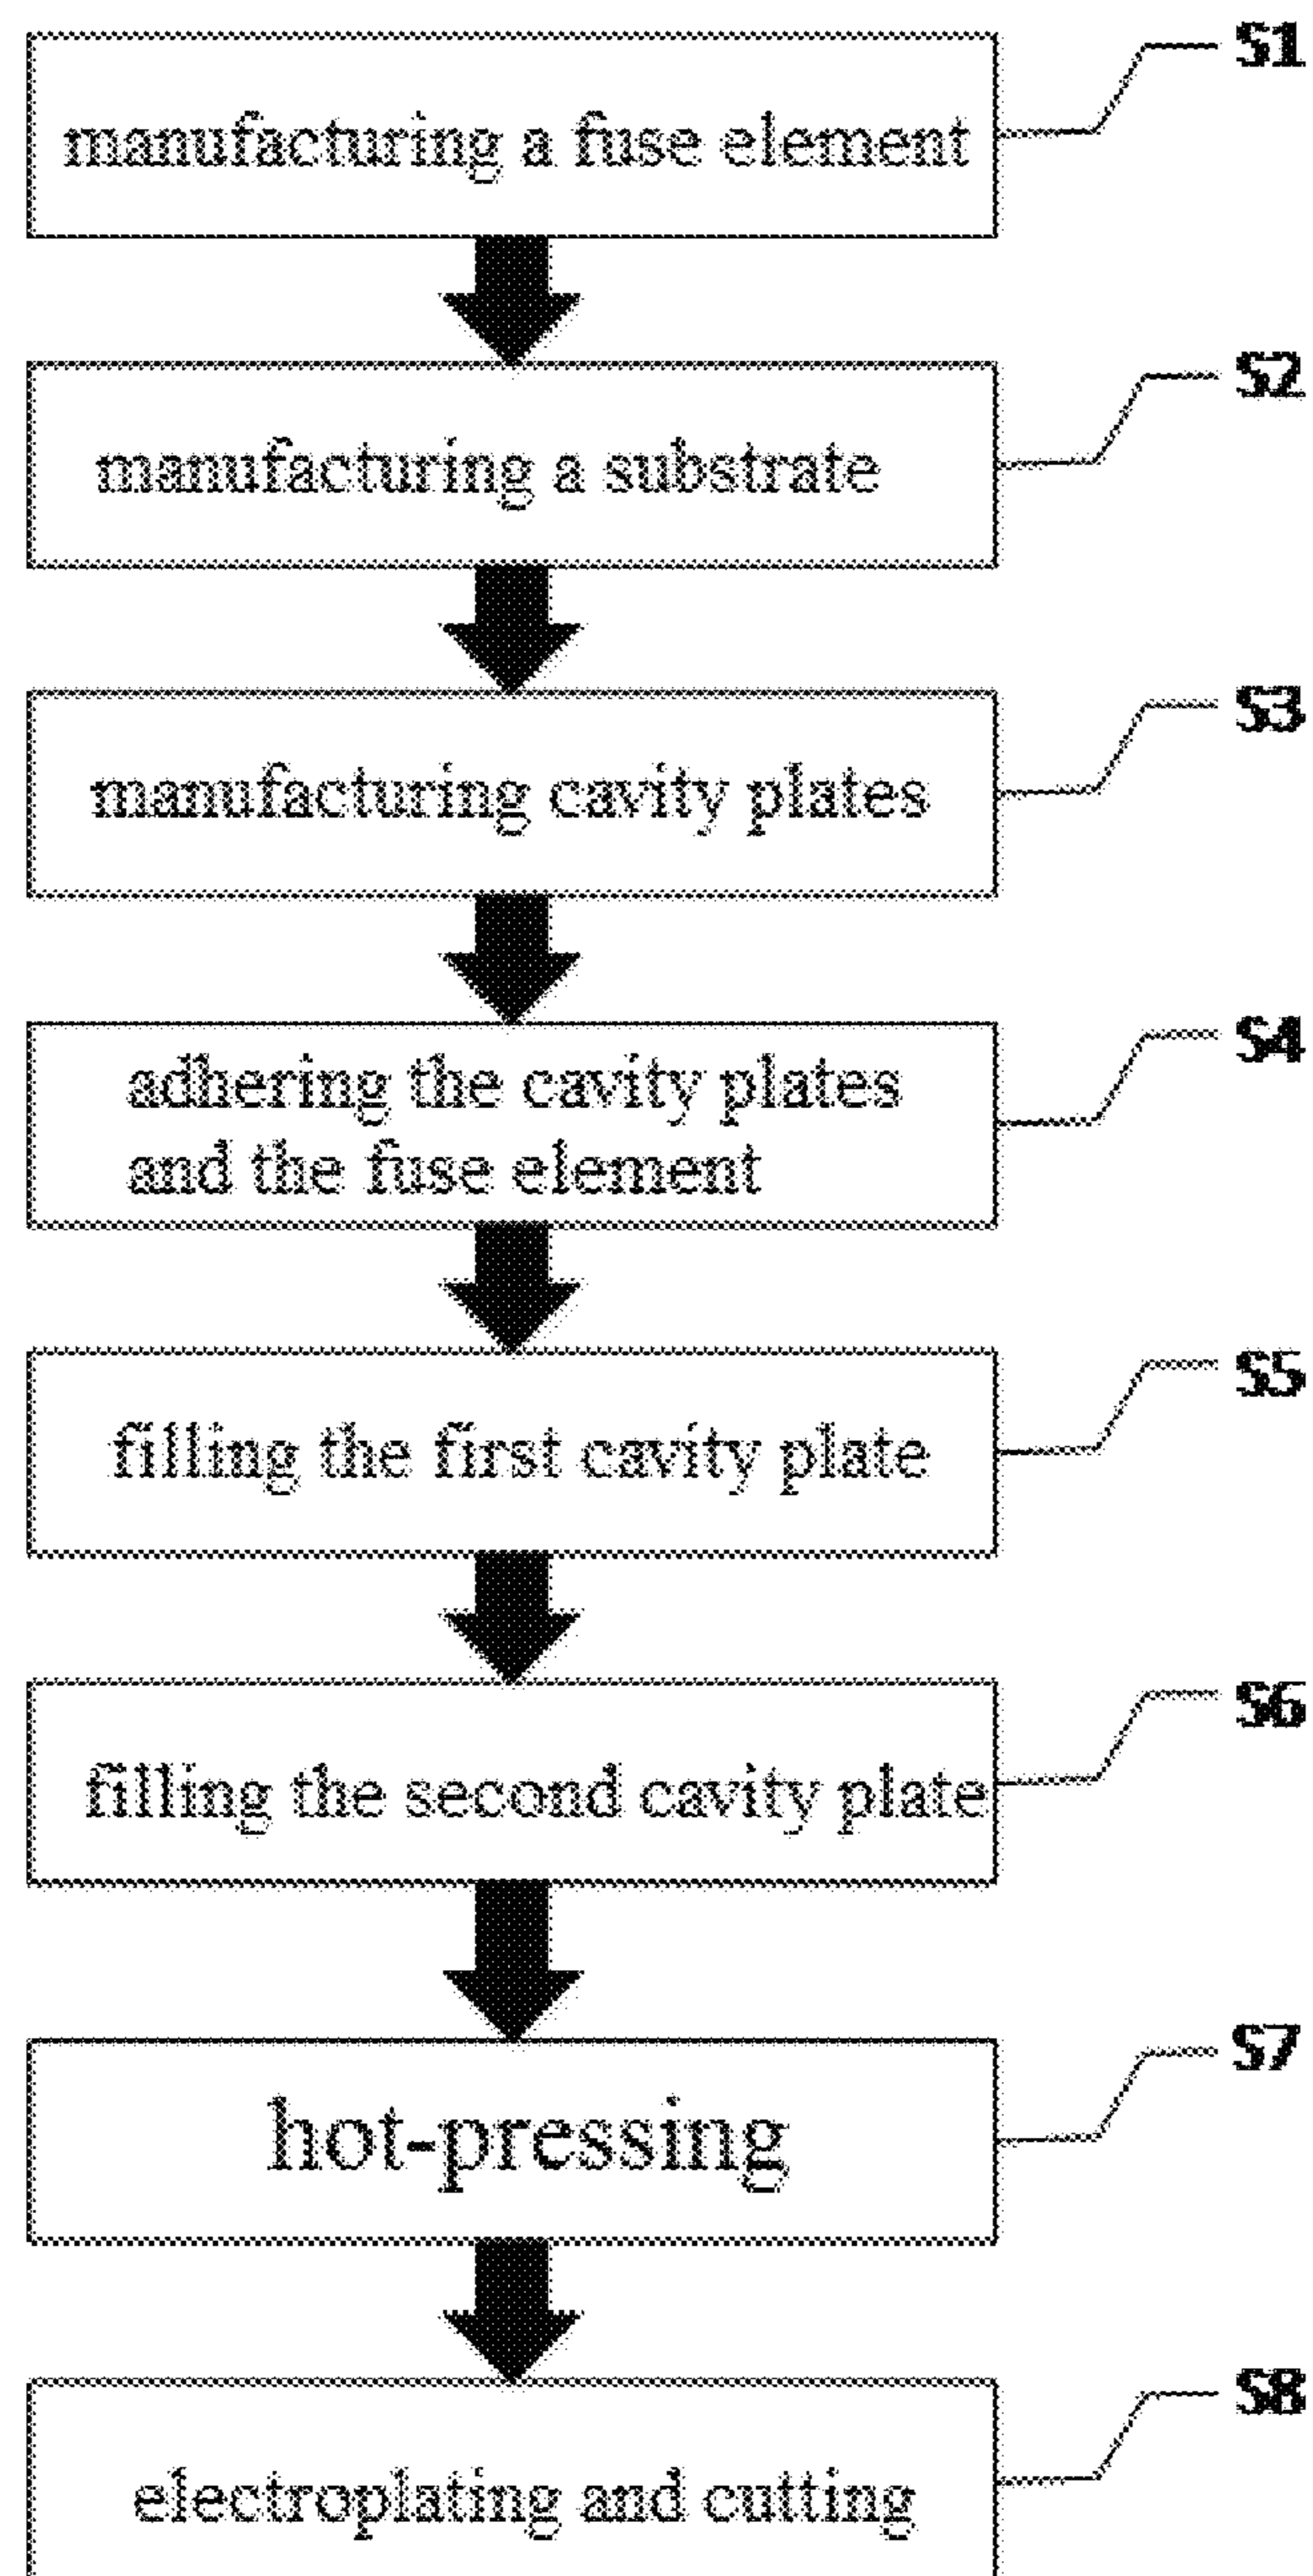 S1
manufacturing a fuse element
S2
manufacturing a substrate
S3
manufacturing cavity plates
S4
adhering the cavity plates
and the fuse element
S5
filling the first cavity plate
S6
filling the second cavity plate
S7
hot-pressing
S8
electroplating and cutting